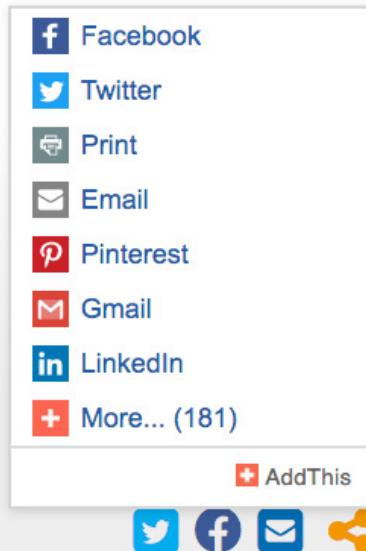 Facebook
Twitter
Print
Email
Pinterest
Gmail
LinkedIn
More... (181)
AddThis